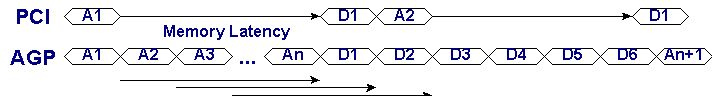 PCI A1 D1 A2 D1
Memory Latency
AGP A1 A2 A3 ... An D1 D2 D3 D4 D5 D6 An+1